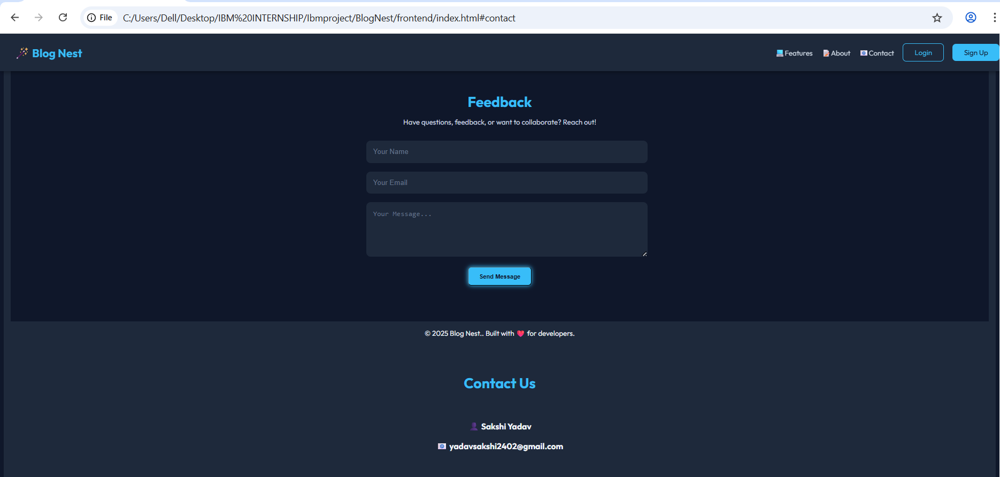 File C:/Users/Dell/Desktop/IBM%20INTERNSHIP/Ibmproject/BlogNest/frontend/index.html#contact
Blog Nest Features About Contact Login Sign Up
Feedback
Have questions, feedback, or want to collaborate? Reach out!
Your Name
Your Email
Your Message...
Send Message
© 2025 Blog Nest.. Built with ❤️ for developers.
Contact Us
Sakshi Yadav
yadavsakshi2402@gmail.com